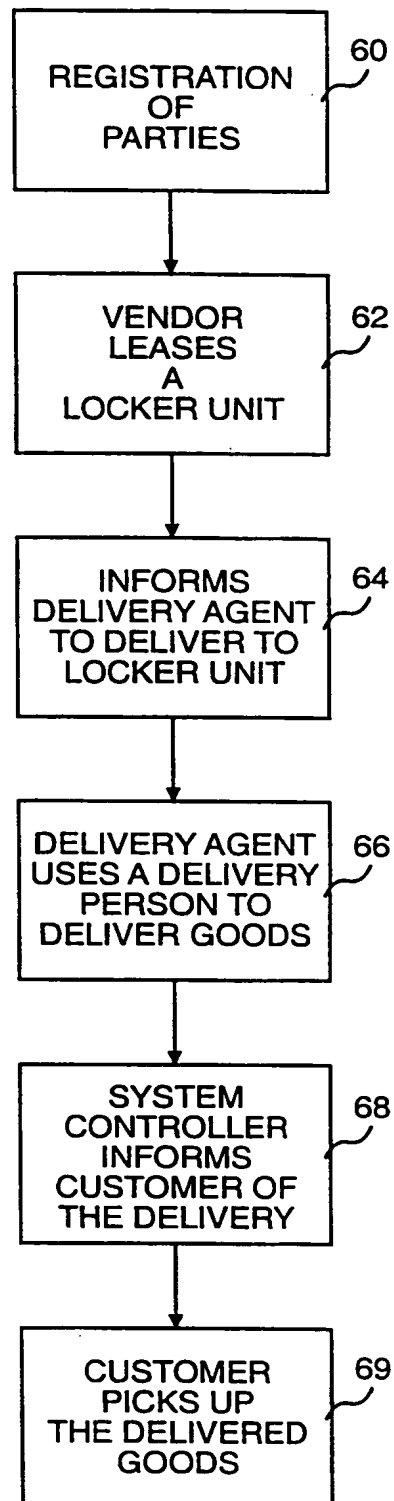 REGISTRATION
OF
PARTIES
60
VENDOR
LEASES
A
LOCKER UNIT
62
INFORMS
DELIVERY AGENT
TO DELIVER TO
LOCKER UNIT
64
DELIVERY AGENT
USES A DELIVERY
PERSON TO
DELIVER GOODS
66
SYSTEM
CONTROLLER
INFORMS
CUSTOMER OF
THE DELIVERY
68
CUSTOMER
PICKS UP
THE DELIVERED
GOODS
69